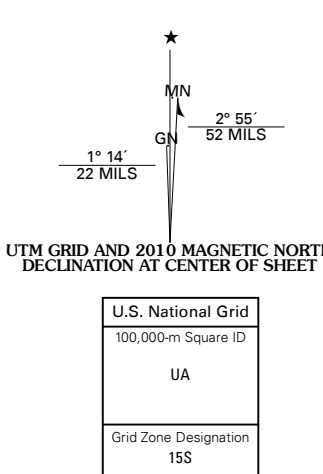 MN
GN
2° 55´
52 MILS
1° 14´
22 MILS
UTM GRID AND 2010 MAGNETIC NORT
DECLINATION AT CENTER OF SHEET
U.S. National Grid
100,000-m Square ID
UA
Grid Zone Designation
15S